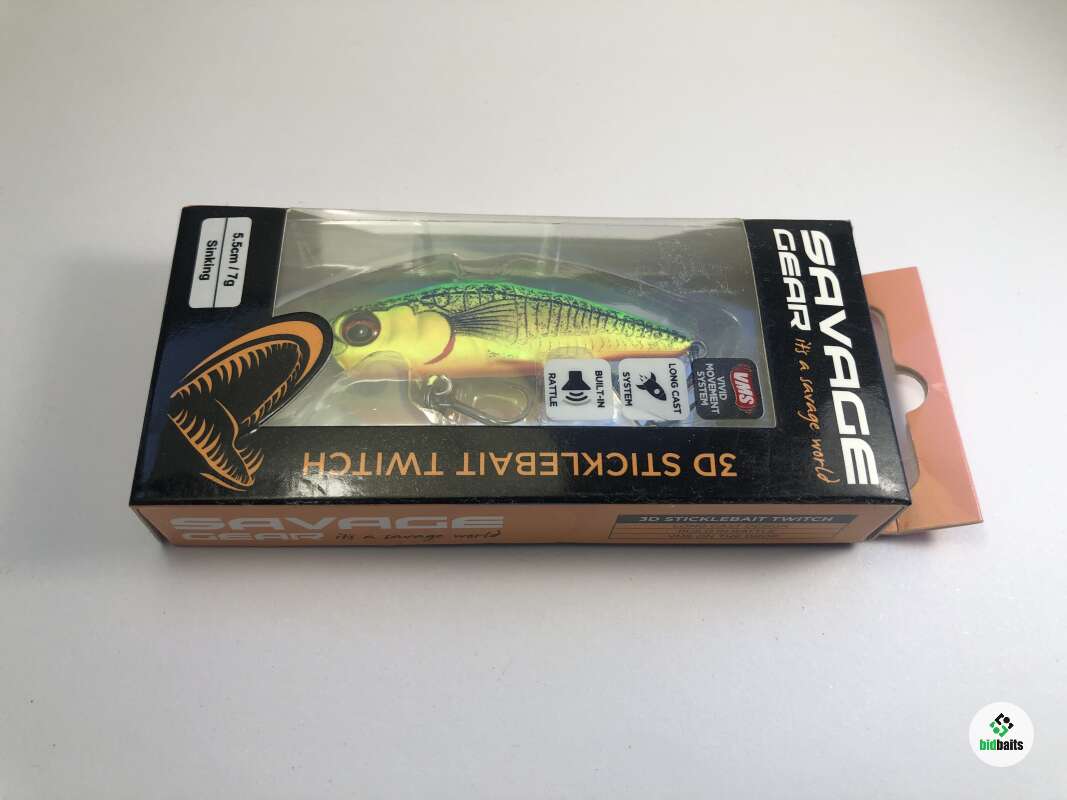 SAVAGE
GEAR
it's a savage world
5.5cm / 7g
Sinking
VMS
VIVID
MOVEMENT
SYSTEM
LONG CAST
SYSTEM
BUILT-IN
RATTLE
3D STICKLEBAIT TWITCH
SAVAGE
GEAR it's a savage world
3D STICKLEBAIT TWITCH
bidbaits